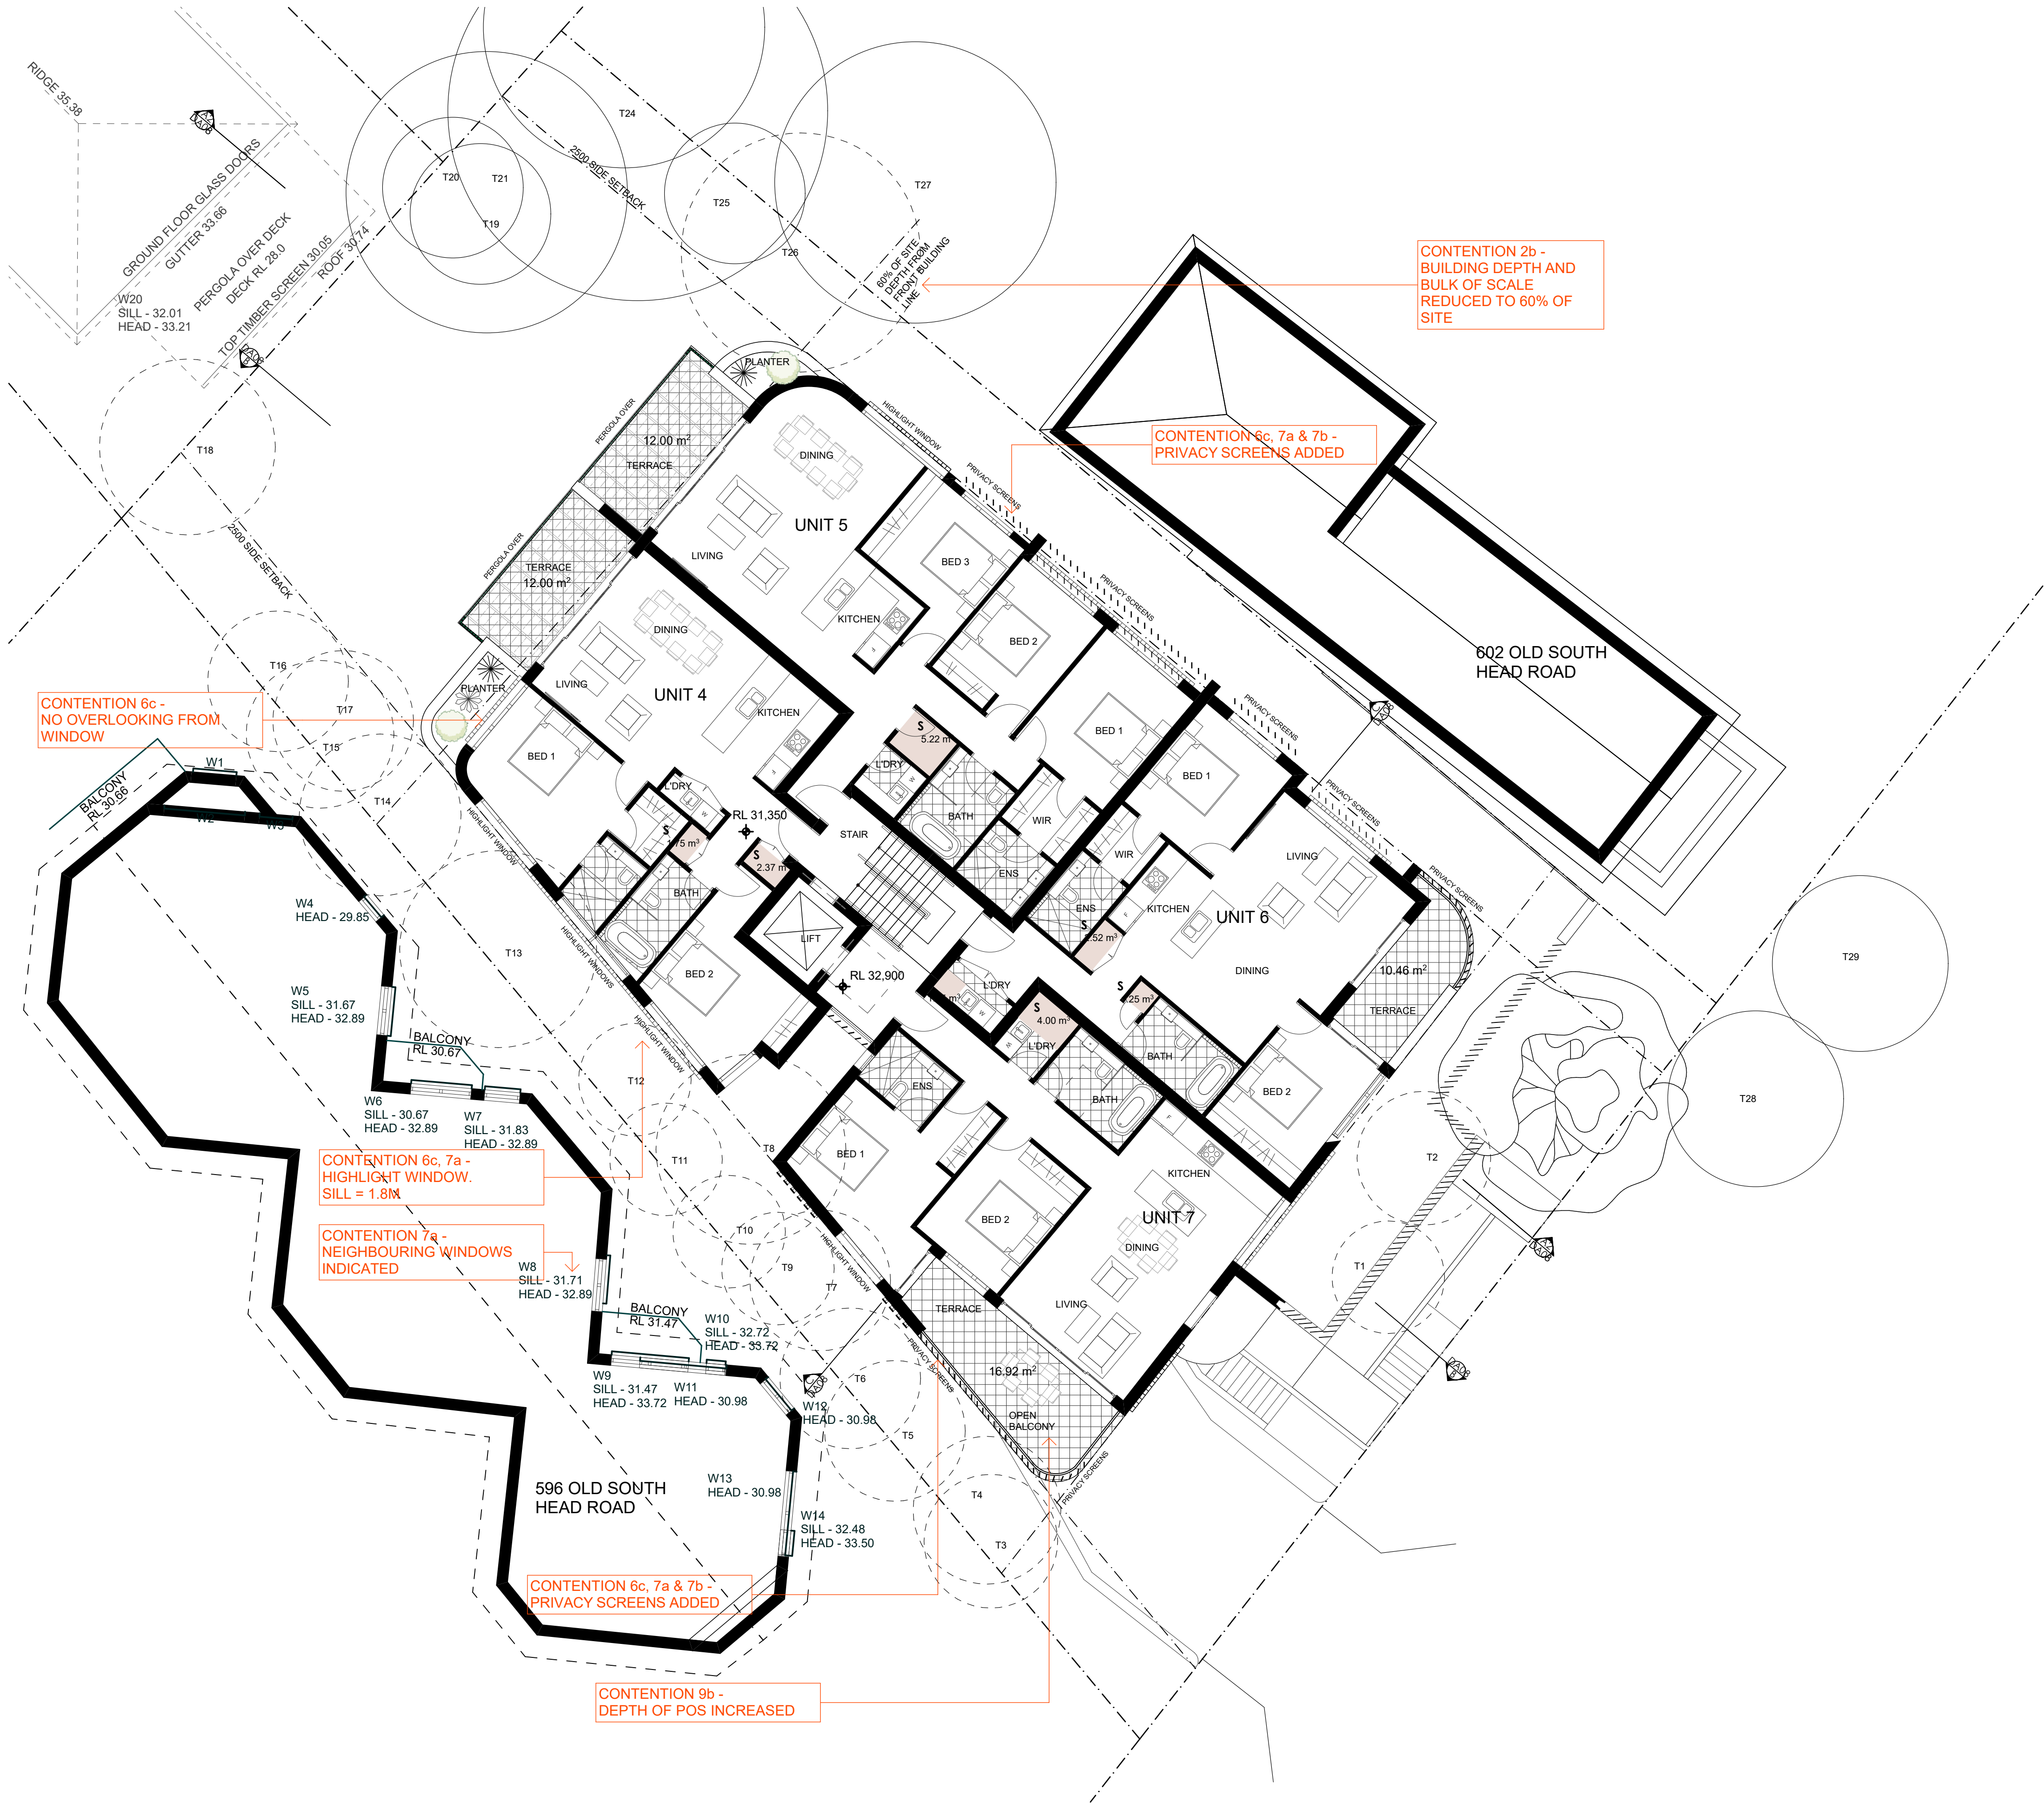 RIDGE 35.38
A
DA08
GROUND FLOOR GLASS DOORS
GUTTER 33.66
PERGOLA OVER DECK
DECK RL 28.0
TOP TIMBER SCREEN 30.05
ROOF 30.74
W20
SILL - 32.01
HEAD - 33.21
B
DA08
T24
T20
T21
T19
T25
T27
T26
T18
2500 SIDE SETBACK
60% OF SITE
DEPTH FROM
FRONT BUILDING
LINE
CONTENTION 2b -
BUILDING DEPTH AND
BULK OF SCALE
REDUCED TO 60% OF
SITE
PLANTER
PERGOLA OVER
12.00 m²
TERRACE
HIGHLIGHT WINDOW
DINING
CONTENTION 6c, 7a & 7b -
PRIVACY SCREENS ADDED
PRIVACY SCREENS
UNIT 5
LIVING
BED 3
KITCHEN
F
BED 2
PRIVACY SCREENS
2500 SIDE SETBACK
PERGOLA OVER
TERRACE
12.00 m²
DINING
LIVING
UNIT 4
KITCHEN
F
PLANTER
BED 1
602 OLD SOUTH
HEAD ROAD
PRIVACY SCREENS
C
DA08
T16
T17
T15
T14
CONTENTION 6c -
NO OVERLOOKING FROM
WINDOW
W1
BALCONY
RL 30.66
W2
W3
S
5.22 m³
L'DRY
W
BED 1
BED 1
L'DRY
W
RL 31,350
STAIR
BATH
WIR
WIR
S
S
2.37 m³
HIGHLIGHT WINDOW
LIVING
PRIVACY SCREENS
PRIVACY SCREENS
BATH
ENS
ENS
KITCHEN
F
UNIT 6
S
LIFT
DINING
W4
HEAD - 29.85
T13
HIGHLIGHT WINDOWS
BED 2
RL 32,900
10.46 m²
TERRACE
T29
W5
SILL - 31.67
HEAD - 32.89
BALCONY
RL 30.67
HIGHLIGHT WINDOW
L'DRY
W
S
S
4.00 m³
L'DRY
W
BATH
BATH
BED 2
T12
T28
W6
SILL - 30.67
HEAD - 32.89
W7
SILL - 31.83
HEAD - 32.89
ENS
T8
T11
BED 1
T2
CONTENTION 6c, 7a -
HIGHLIGHT WINDOW.
SILL = 1.8M
F
KITCHEN
UNIT 7
BED 2
DINING
CONTENTION 7a -
NEIGHBOURING WINDOWS
INDICATED
T10
T9
T7
HIGHLIGHT WINDOW
T1
A
DA08
W8
SILL - 31.71
HEAD - 32.89
BALCONY
RL 31.47
W10
SILL - 32.72
HEAD - 33.72
TERRACE
LIVING
PRIVACY SCREENS
16.92 m²
B
DA08
W9
SILL - 31.47
HEAD - 33.72
W11
HEAD - 30.98
C
DA08
T6
W12
HEAD - 30.98
OPEN
BALCONY
T5
596 OLD SOUTH
HEAD ROAD
W13
HEAD - 30.98
PRIVACY SCREENS
T4
W14
SILL - 32.48
HEAD - 33.50
T3
CONTENTION 6c, 7a & 7b -
PRIVACY SCREENS ADDED
CONTENTION 9b -
DEPTH OF POS INCREASED